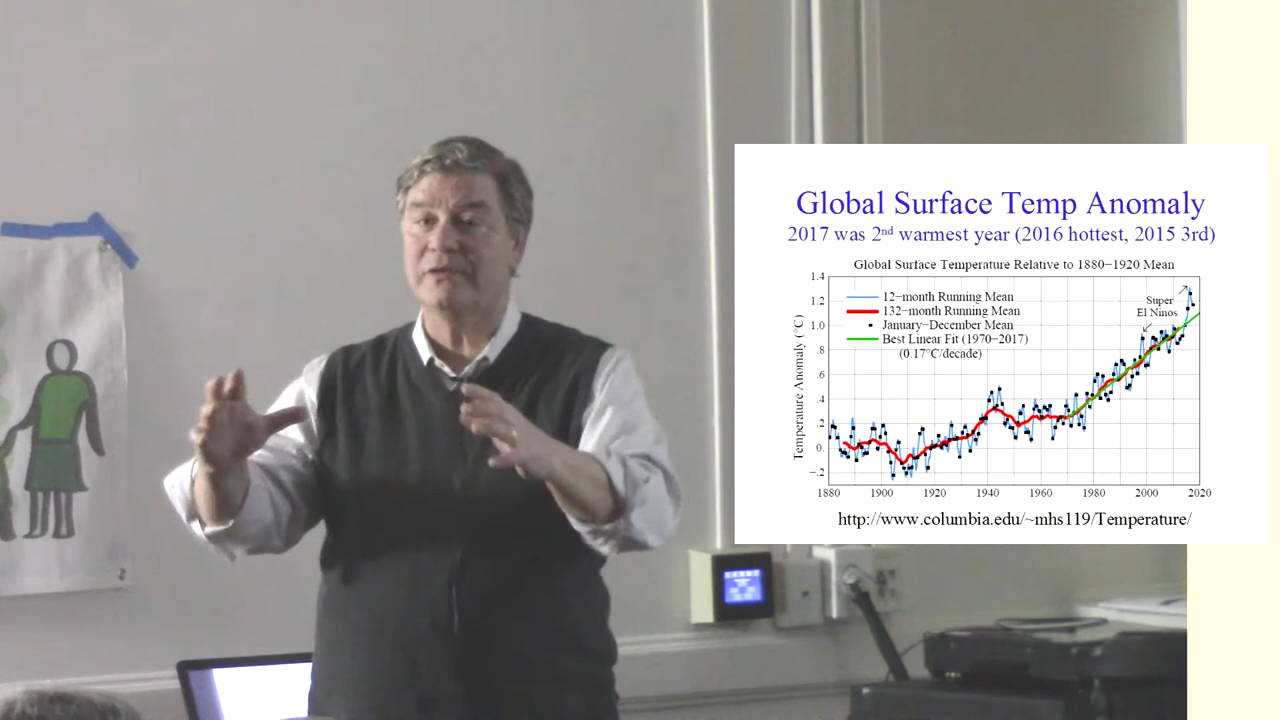 Global Surface Temp Anomaly
2017 was 2nd warmest year (2016 hottest, 2015 3rd)
Global Surface Temperature Relative to 1880−1920 Mean
1.4
1.2
1.0
.8
.6
.4
.2
0.
−.2
Temperature Anomaly (°C)
12−month Running Mean
132−month Running Mean
January−December Mean
Best Linear Fit (1970−2017)
(0.17°C/decade)
Super
El Ninos
1880 1900 1920 1940 1960 1980 2000 2020
http://www.columbia.edu/~mhs119/Temperature/